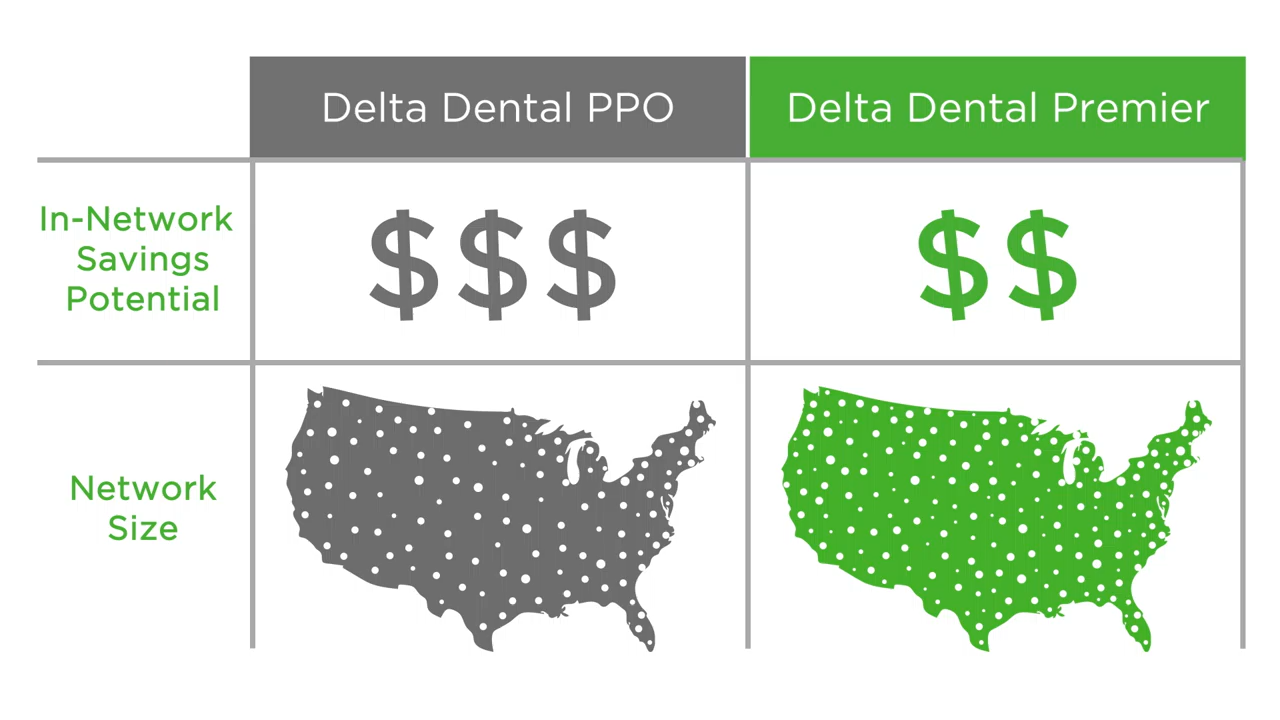 Delta Dental PPO
Delta Dental Premier
In-Network
Savings
Potential
$$$
$$
Network
Size